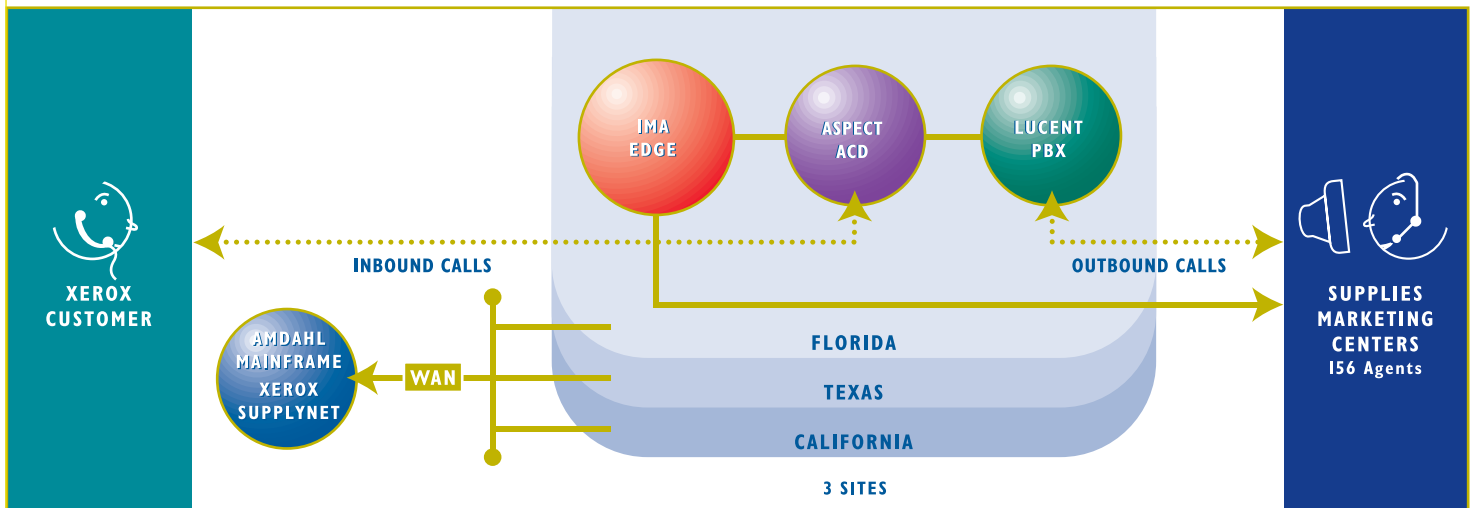 IMA
EDGE
ASPECT
ACD
LUCENT
PBX
INBOUND CALLS
OUTBOUND CALLS
XEROX
CUSTOMER
AMDAHL
MAINFRAME
XEROX
SUPPLYNET
WAN
FLORIDA
TEXAS
CALIFORNIA
3 SITES
SUPPLIES
MARKETING
CENTERS
156 Agents